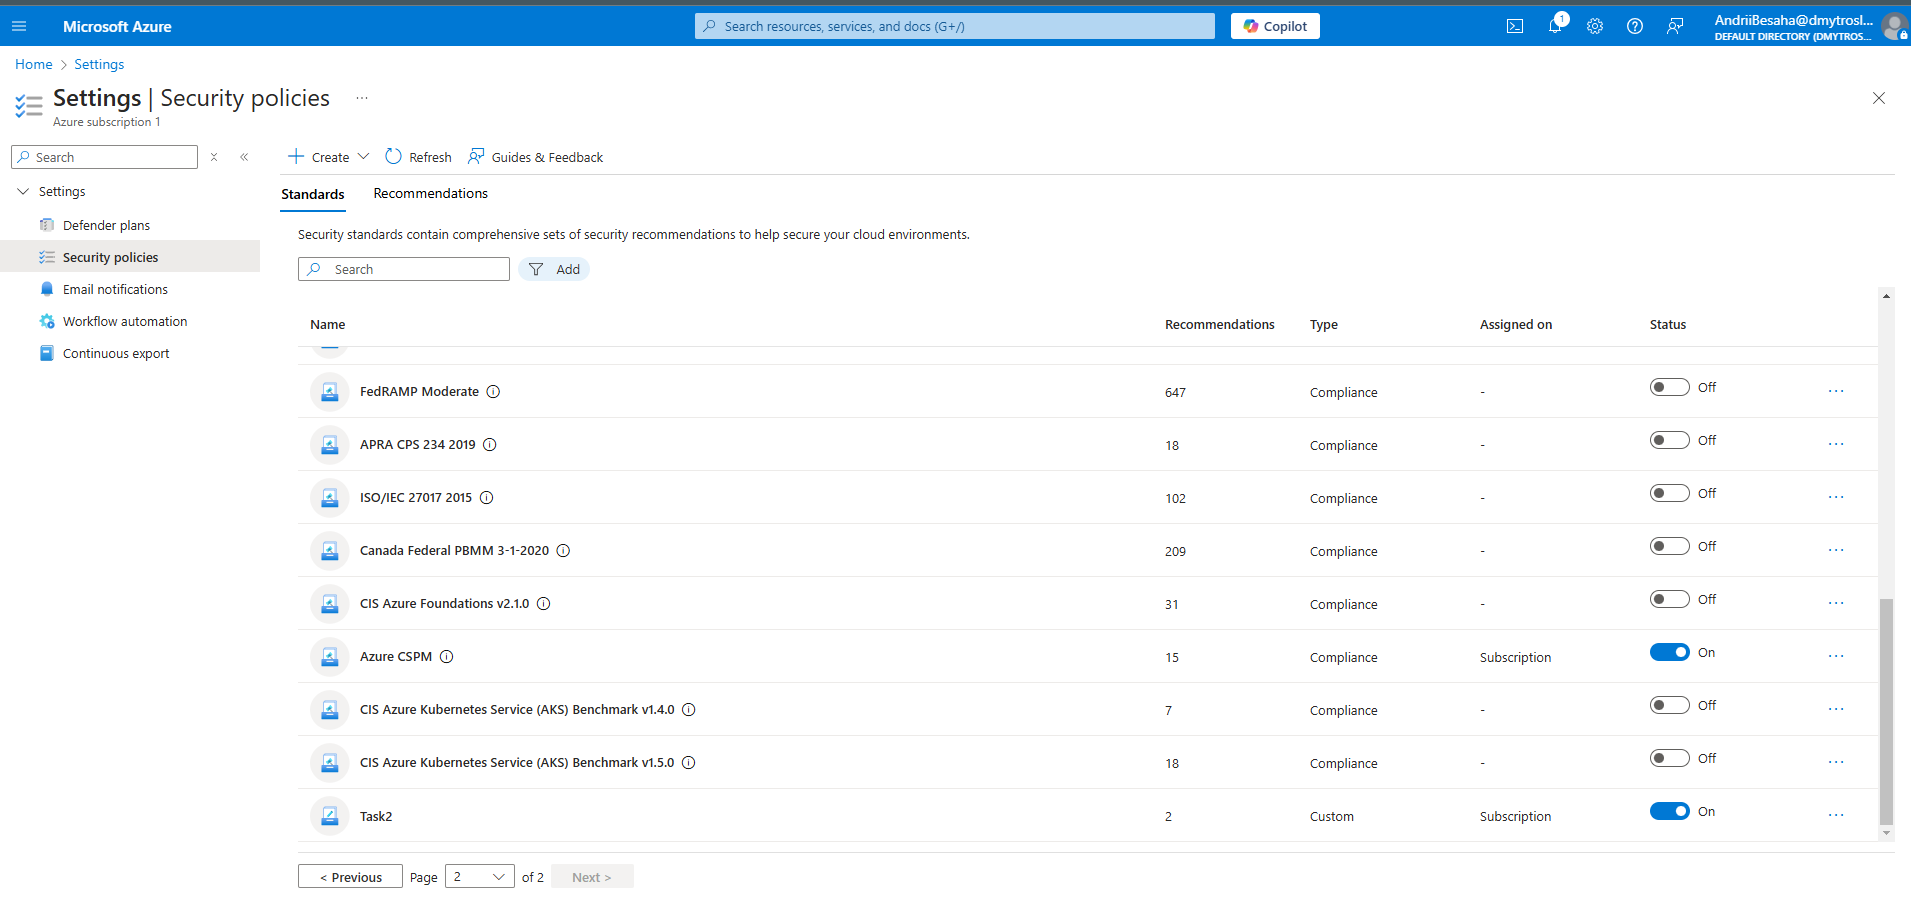 Microsoft Azure
Search resources, services, and docs (G+/)
Copilot
1
AndriiBesaha@dmytrosl...
DEFAULT DIRECTORY (DMYTROS...
Home > Settings
Settings | Security policies ...
Azure subscription 1
Search
Settings
Defender plans
Security policies
Email notifications
Workflow automation
Continuous export
Create
Refresh
Guides & Feedback
Standards
Recommendations
Security standards contain comprehensive sets of security recommendations to help secure your cloud environments.
Search
Add
Name Recommendations Type Assigned on Status
FedRAMP Moderate 647 Compliance - Off ...
APRA CPS 234 2019 18 Compliance - Off ...
ISO/IEC 27017 2015 102 Compliance - Off ...
Canada Federal PBMM 3-1-2020 209 Compliance - Off ...
CIS Azure Foundations v2.1.0 31 Compliance - Off ...
Azure CSPM 15 Compliance Subscription On ...
CIS Azure Kubernetes Service (AKS) Benchmark v1.4.0 7 Compliance - Off ...
CIS Azure Kubernetes Service (AKS) Benchmark v1.5.0 18 Compliance - Off ...
Task2 2 Custom Subscription On ...
< Previous Page 2 of 2 Next >